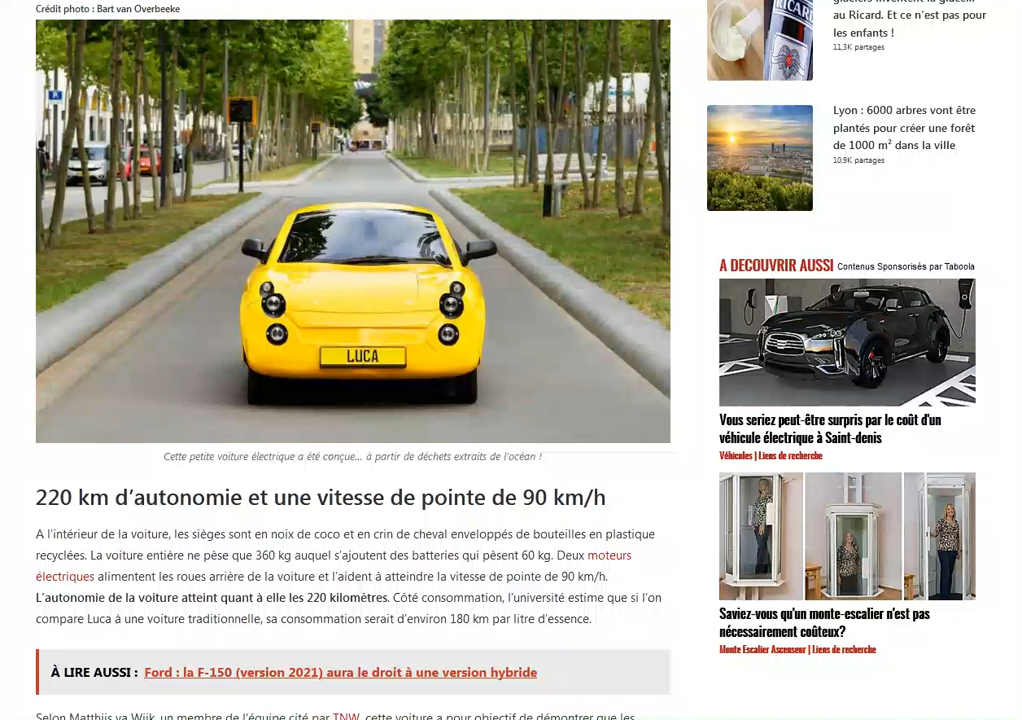 Crédit photo : Bart van Overbeeke
LUCA
Cette petite voiture électrique a été conçue... à partir de déchets extraits de l'océan !
220 km d'autonomie et une vitesse de pointe de 90 km/h
A l'intérieur de la voiture, les sièges sont en noix de coco et en crin de cheval enveloppés de bouteilles en plastique
recyclées. La voiture entière ne pèse que 360 kg auquel s'ajoutent des batteries qui pèsent 60 kg. Deux moteurs
électriques alimentent les roues arrière de la voiture et l'aident à atteindre la vitesse de pointe de 90 km/h.
L'autonomie de la voiture atteint quant à elle les 220 kilomètres. Côté consommation, l'université estime que si l'on
compare Luca à une voiture traditionnelle, sa consommation serait d'environ 180 km par litre d'essence.
À LIRE AUSSI : Ford : la F-150 (version 2021) aura le droit à une version hybride
Selon Matthijs va Wijk, un membre de l'équipe cité par TNW, cette voiture a pour objectif de démontrer que les
RICARD
glaciers inventent la glacé...
au Ricard. Et ce n'est pas pour
les enfants !
11,3K partages
Lyon : 6000 arbres vont être
plantés pour créer une forêt
de 1000 m² dans la ville
10,9K partages
A DECOUVRIR AUSSI Contenus Sponsorisés par Taboola
Vous seriez peut-être surpris par le coût d'un
véhicule électrique à Saint-denis
Véhicules | Liens de recherche
Saviez-vous qu'un monte-escalier n'est pas
nécessairement coûteux?
Monte Escalier Ascenseur | Liens de recherche